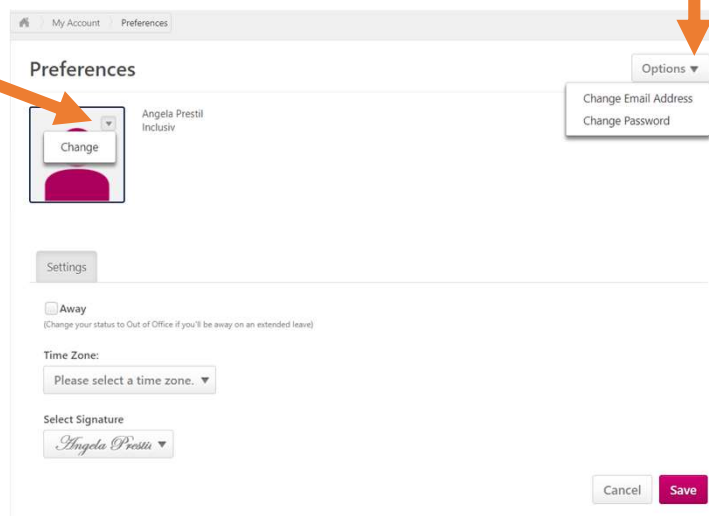 My Account Preferences
Preferences
Options ▼
Change Email Address
Change Password
Angela Prestil
Inclusiv
Change
Settings
Away
(Change your status to Out of Office if you'll be away on an extended leave)
Time Zone:
Please select a time zone. ▼
Select Signature
Angela Prestil ▼
Cancel Save